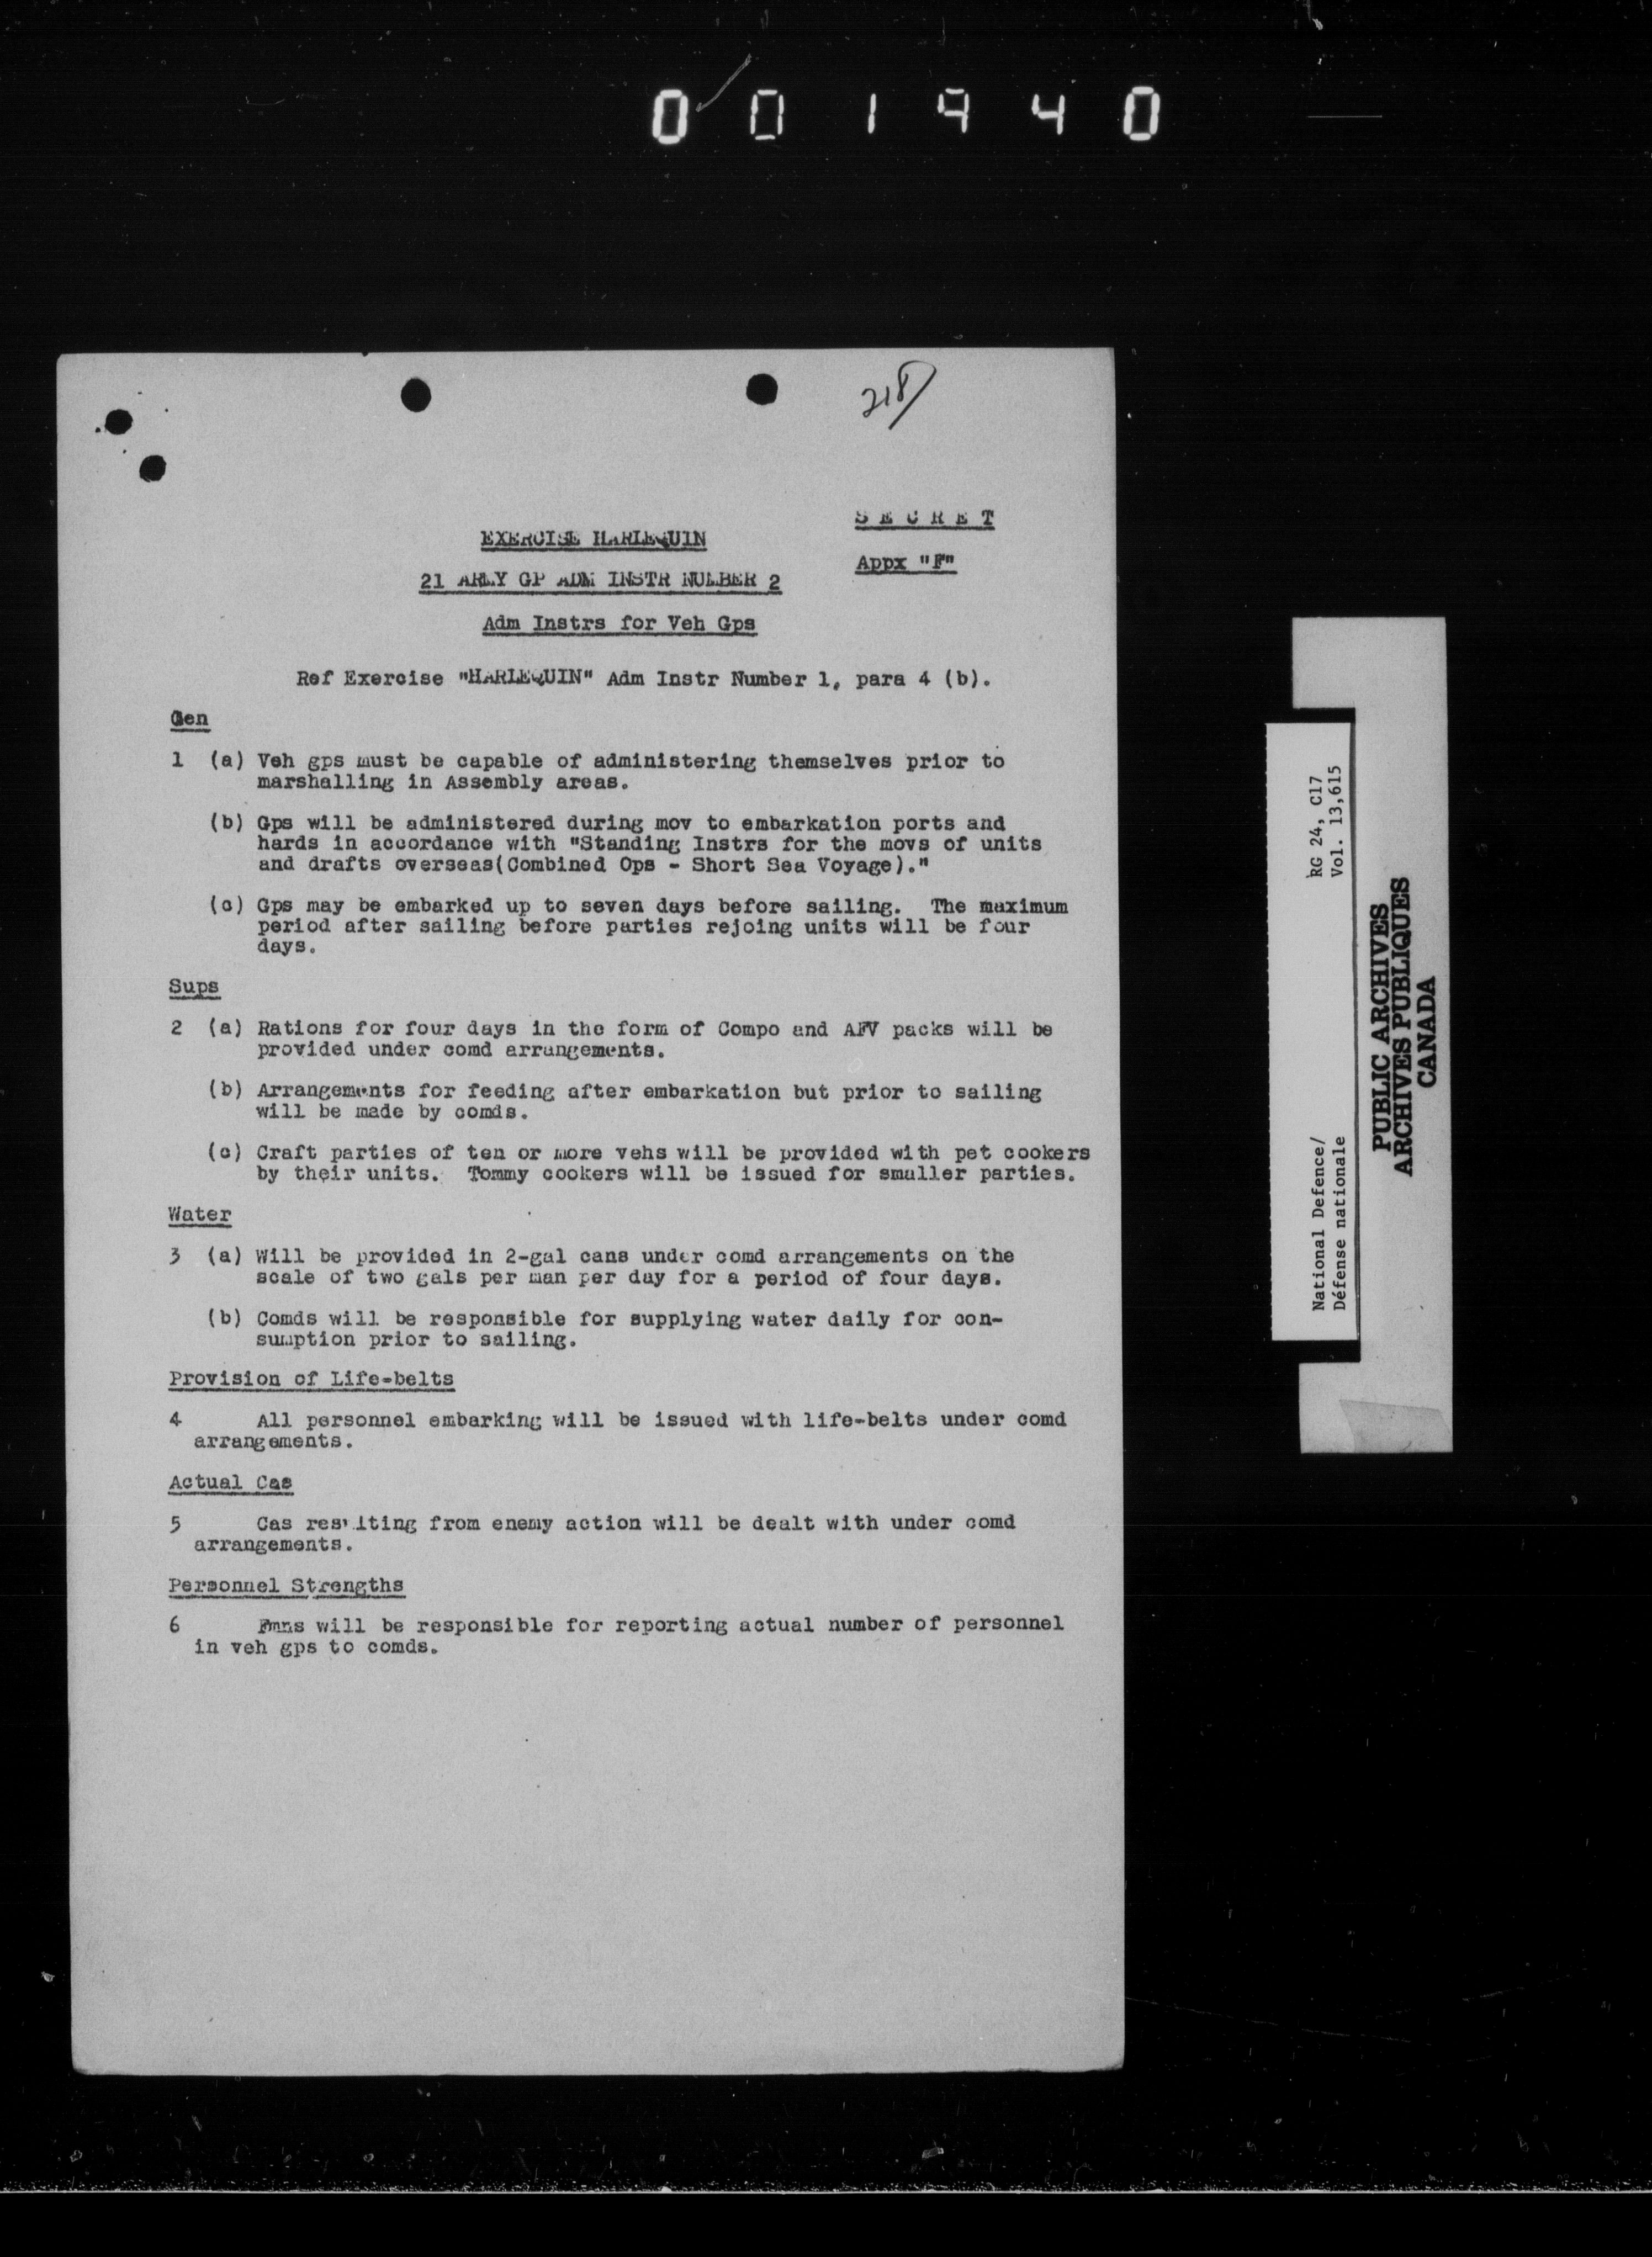 001940
218
SECRET
EXERCISE HARLEQUIN
Appx "F"
21 ARMY GP ADM INSTR NUMBER 2
Adm Instrs for Veh Gps
Ref Exercise "HARLEQUIN" Adm Instr Number 1, para 4 (b).
Gen
1 (a) Veh gps must be capable of administering themselves prior to
marshalling in Assembly areas.
(b) Gps will be administered during mov to embarkation ports and
hards in accordance with "Standing Instrs for the movs of units
and drafts overseas(Combined Ops - Short Sea Voyage)."
(c) Gps may be embarked up to seven days before sailing. The maximum
period after sailing before parties rejoing units will be four
days.
Sups
2 (a) Rations for four days in the form of Compo and AFV packs will be
provided under comd arrangements.
(b) Arrangements for feeding after embarkation but prior to sailing
will be made by comds.
(c) Craft parties of ten or more vehs will be provided with pet cookers
by their units. Tommy cookers will be issued for smaller parties.
Water
3 (a) Will be provided in 2-gal cans under comd arrangements on the
scale of two gals per man per day for a period of four days.
(b) Comds will be responsible for supplying water daily for con-
sumption prior to sailing.
Provision of Life-belts
4 All personnel embarking will be issued with life-belts under comd
arrangements.
Actual Cas
5 Cas resulting from enemy action will be dealt with under comd
arrangements.
Personnel Strengths
6 Fmns will be responsible for reporting actual number of personnel
in veh gps to comds.
National Defence/ RG 24, C17
Défense nationale Vol. 13,615
PUBLIC ARCHIVES
ARCHIVES PUBLIQUES
CANADA